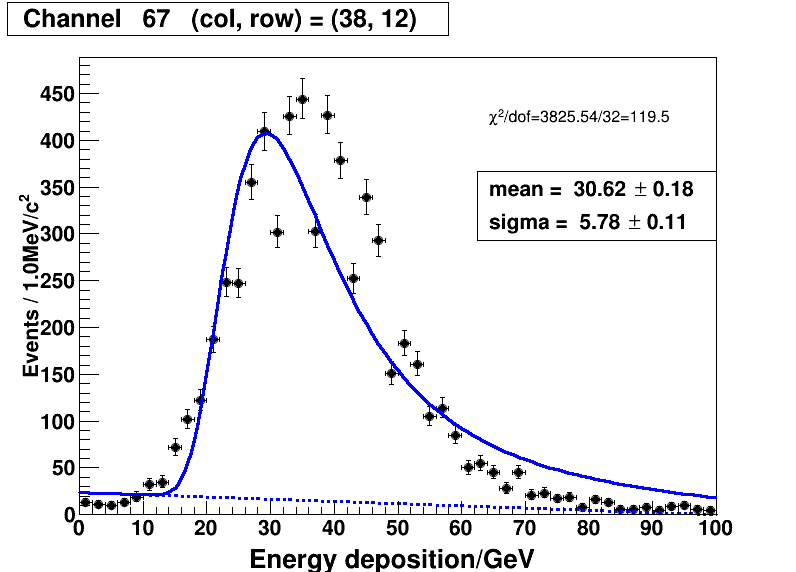 Channel 67 (col, row) = (38, 12)
χ²/dof=3825.54/32=119.5
mean = 30.62 ± 0.18
sigma = 5.78 ± 0.11
Events / 1.0MeV/c²
450
400
350
300
250
200
150
100
50
0
0 10 20 30 40 50 60 70 80 90 100
Energy deposition/GeV